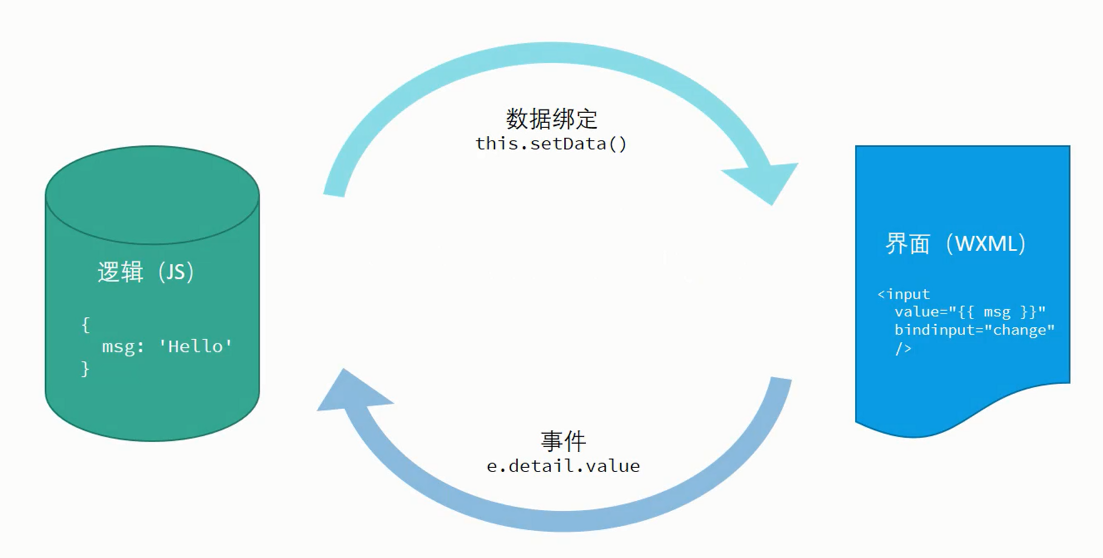 数据绑定
this.setData()
逻辑（JS）
{
  msg: 'Hello'
}
界面（WXML）
<input
  value="{{ msg }}"
  bindinput="change"
  />
事件
e.detail.value